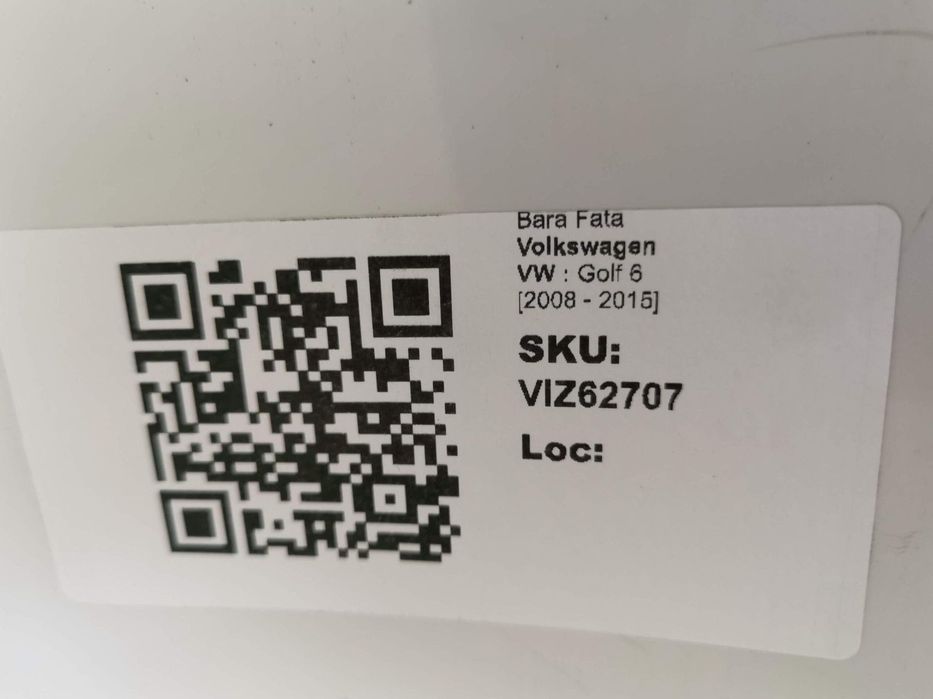 Bara Fata
Volkswagen
VW : Golf 6
[2008 - 2015]
SKU:
VIZ62707
Loc: